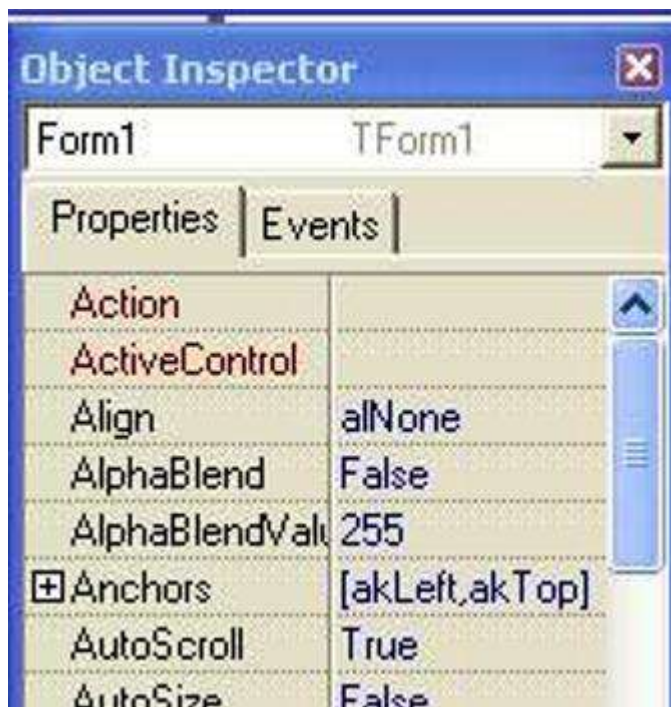 Object Inspector
Form1 TForm1
Properties Events
Action
ActiveControl
Align alNone
AlphaBlend False
AlphaBlendValu 255
Anchors [akLeft,akTop]
AutoScroll True
AutoSize False